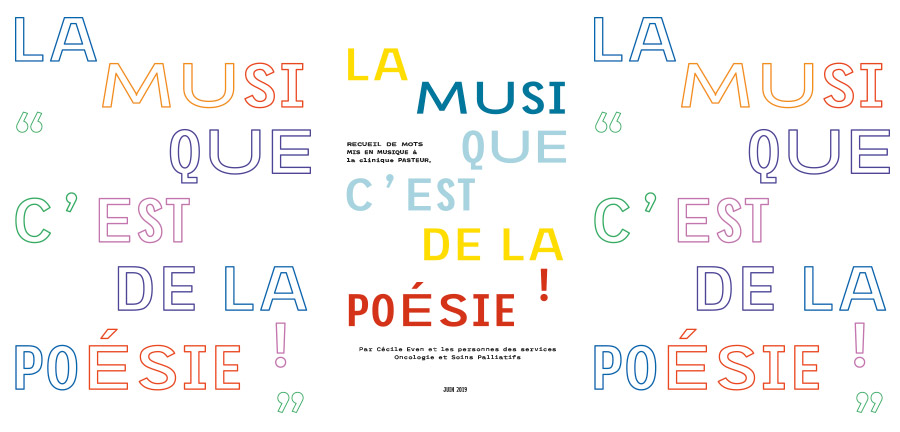 LA
MUSI
“
QUE
C’EST
DE LA
POÉSIE !
”
LA
MUSI
RECUEIL DE MOTS
MIS EN MUSIQUE à
la clinique PASTEUR,
QUE
C’EST
DE LA
POÉSIE !
Par Cécile Even et les personnes des services
Oncologie et Soins Palliatifs
JUIN 2019
LA
MUSI
“
QUE
C’EST
DE LA
POÉSIE !
”